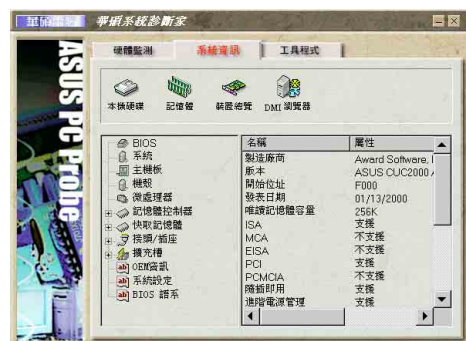 華碩系統診斷家
ASUS PC Probe
硬體監測
系統資訊
工具程式
本機硬碟
記憶體
裝置總覽
DMI 瀏覽器
BIOS
系統
主機板
機殼
微處理器
記憶體控制器
快取記憶體
接頭/插座
擴充槽
OEM資訊
系統設定
BIOS 語系
名稱 屬性
製造廠商 Award Software, I
版本 ASUS CUC2000
開始位址 F000
發表日期 01/13/2000
唯讀記憶體容量 256K
ISA 支援
MCA 不支援
EISA 不支援
PCI 支援
PCMCIA 不支援
隨插即用 支援
進階電源管理 支援